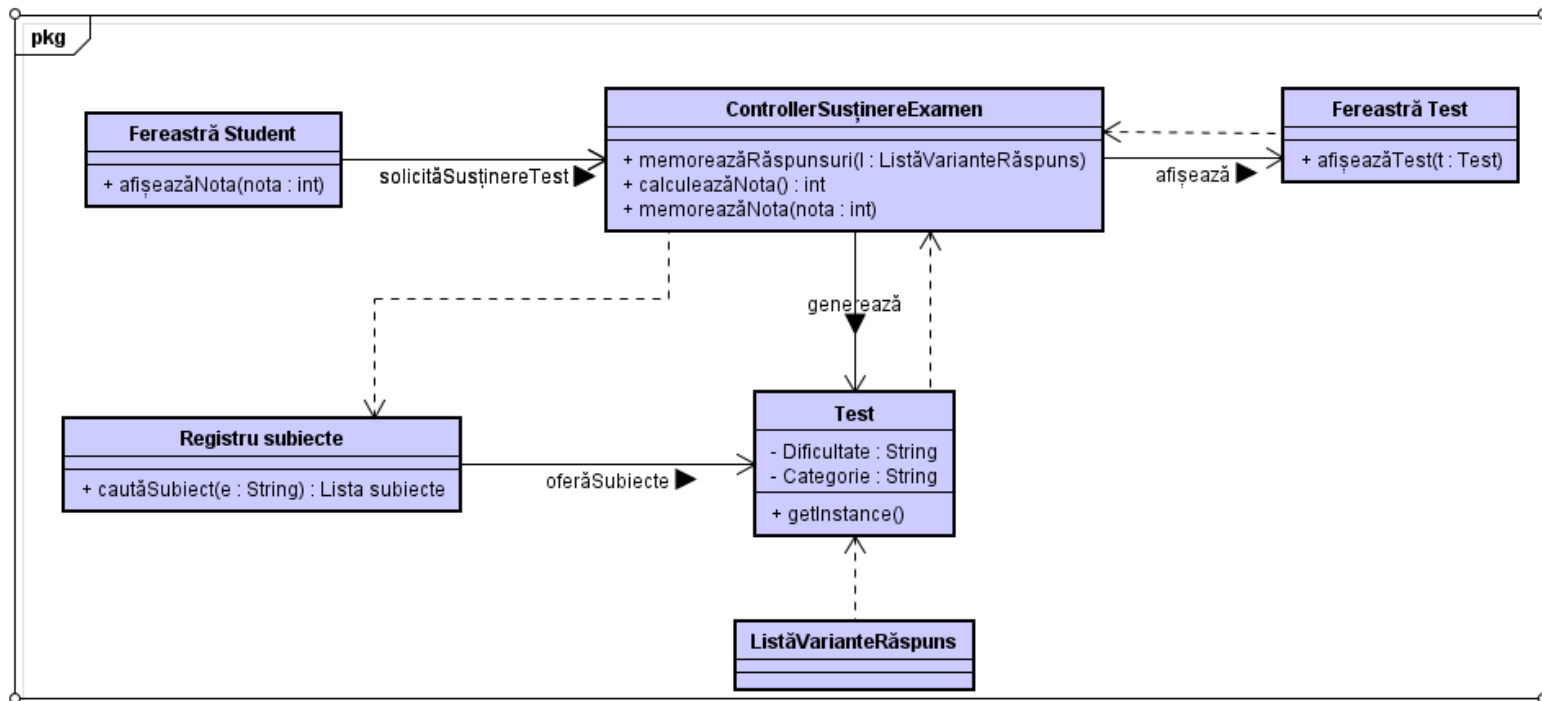 pkg
Fereastră Student
+ afișeazăNota(nota : int)
solicităSusținereTest
ControllerSusținereExamen
+ memoreazăRăspunsuri(l : ListăVarianteRăspuns)
+ calculeazăNota() : int
+ memoreazăNota(nota : int)
afișează
Fereastră Test
+ afișeazăTest(t : Test)
generează
Registru subiecte
+ cautăSubiect(e : String) : Lista subiecte
oferăSubiecte
Test
- Dificultate : String
- Categorie : String
+ getInstance()
ListăVarianteRăspuns